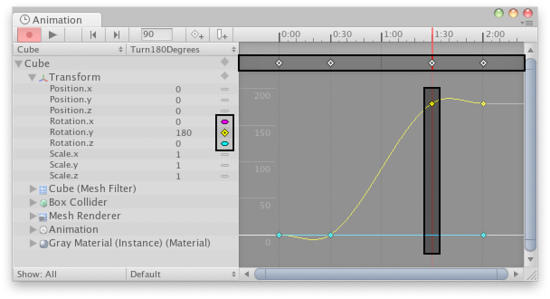 Animation
90
0:00 0:30 1:00 1:30 2:00
Cube Turn180Degrees
Cube
Transform
Position.x 0
Position.y 0
Position.z 0
Rotation.x 0
Rotation.y 180
Rotation.z 0
Scale.x 1
Scale.y 1
Scale.z 1
Cube (Mesh Filter)
Box Collider
Mesh Renderer
Animation
Gray Material (Instance) (Material)
200
150
100
50
0
Show: All Default